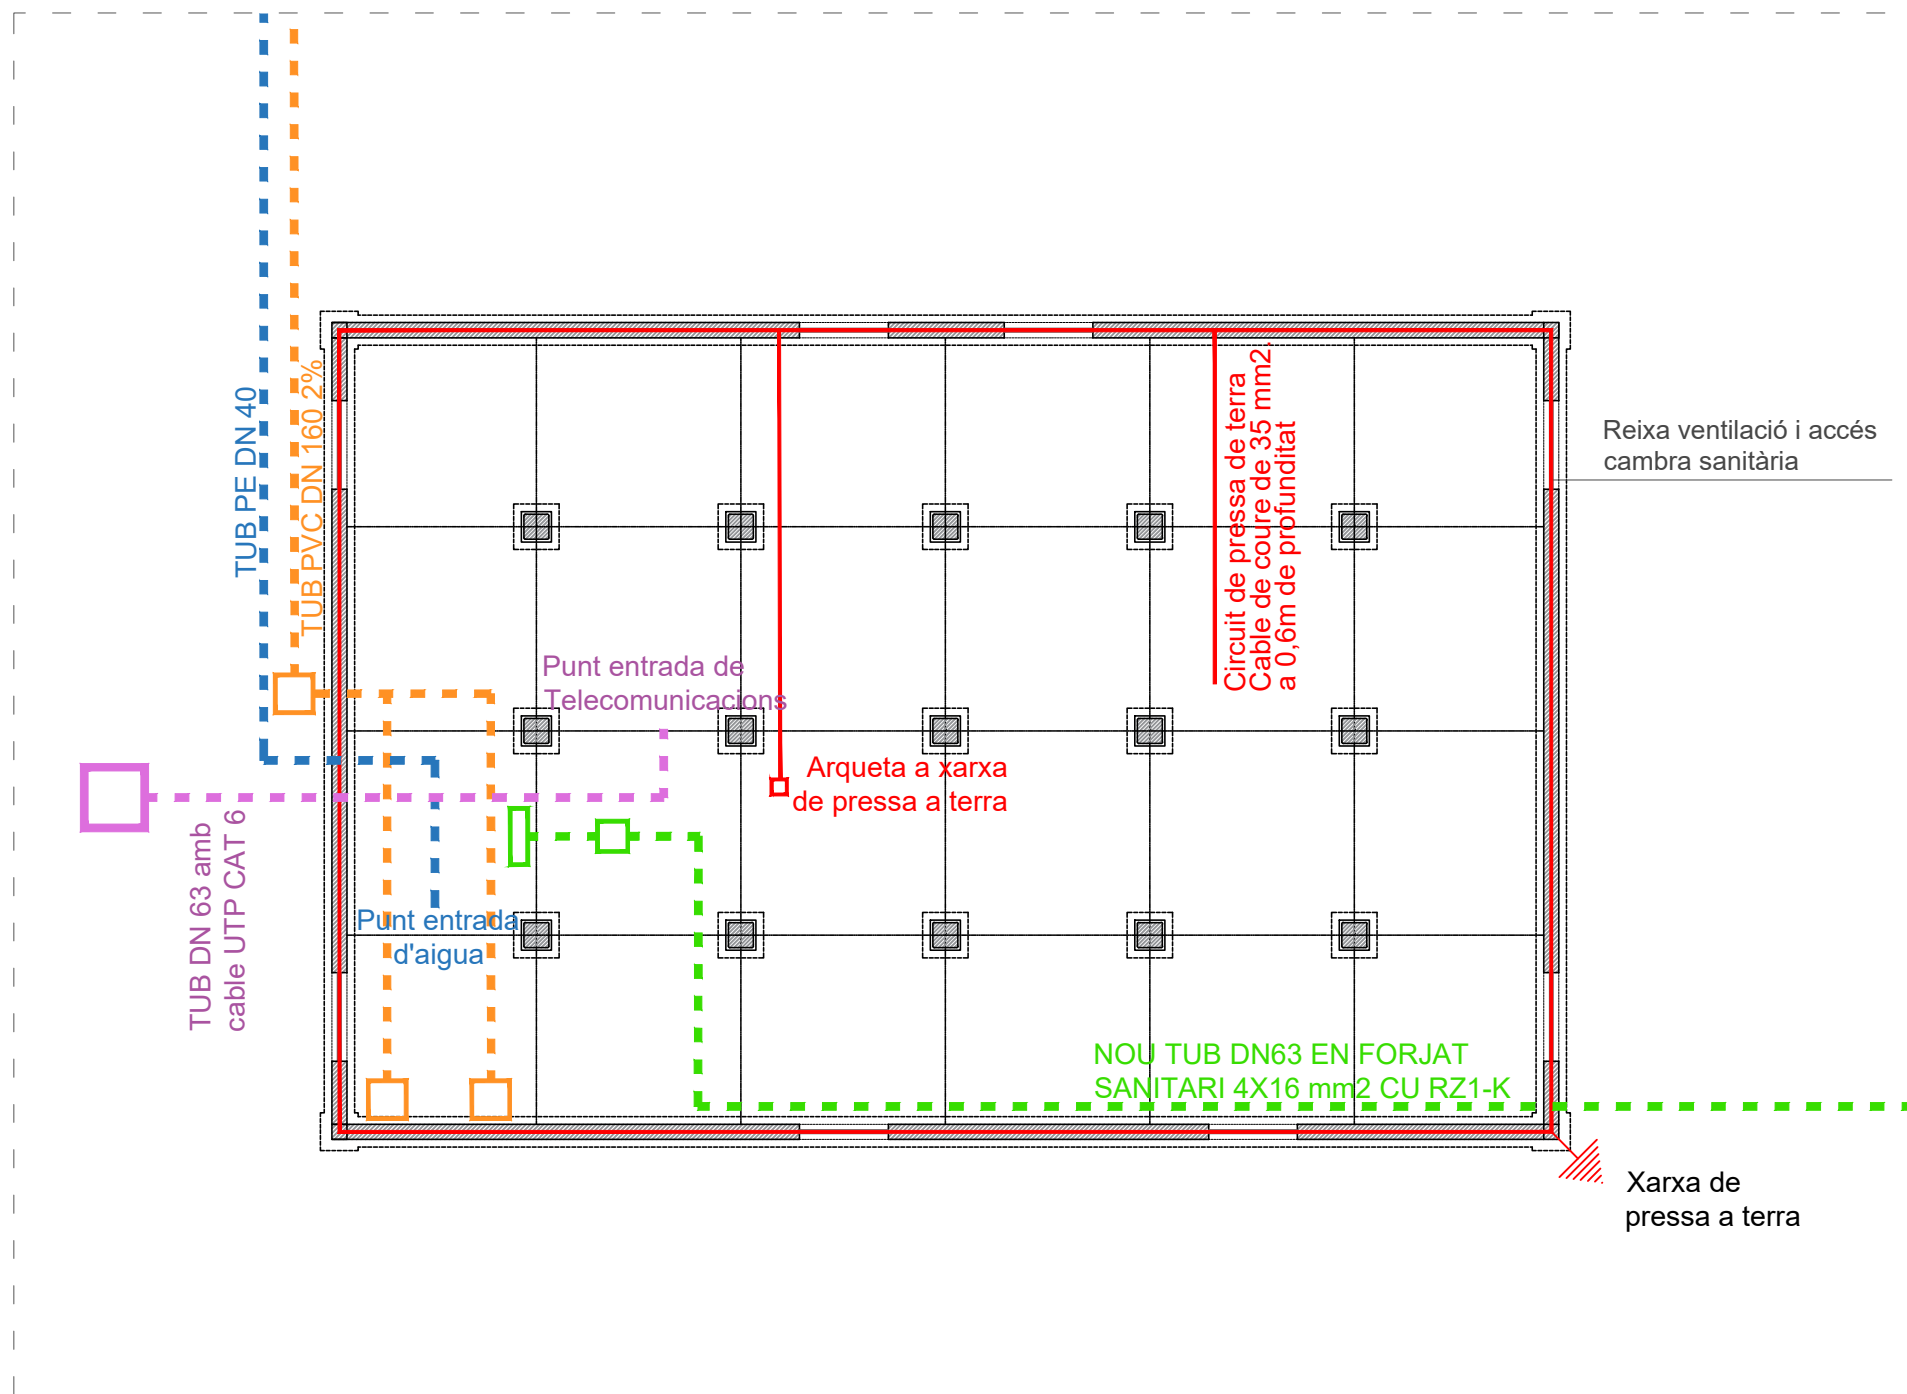 TUB PE DN 40
TUB PVC DN 160 2%
Circuit de pressa de terra
Cable de coure de 35 mm2.
a 0,6m de profunditat
Reixa ventilació i accés
cambra sanitària
Punt entrada de
Telecomunicacions
Arqueta a xarxa
de pressa a terra
TUB DN 63 amb
cable UTP CAT 6
Punt entrada
d'aigua
NOU TUB DN63 EN FORJAT
SANITARI 4X16 mm2 CU RZ1-K
Xarxa de
pressa a terra